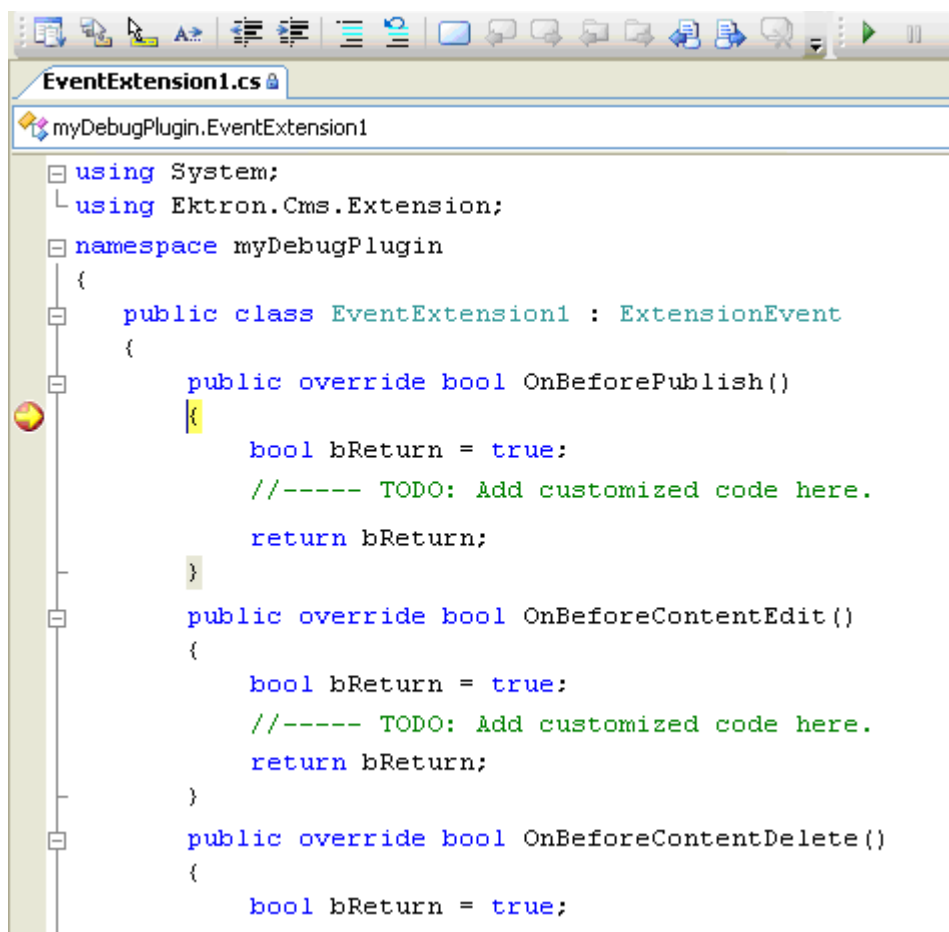 EventExtension1.cs
myDebugPlugin.EventExtension1
using System;
using Ektron.Cms.Extension;
namespace myDebugPlugin
{
public class EventExtension1 : ExtensionEvent
{
public override bool OnBeforePublish()
{
bool bReturn = true;
//----- TODO: Add customized code here.
return bReturn;
}
public override bool OnBeforeContentEdit()
{
bool bReturn = true;
//----- TODO: Add customized code here.
return bReturn;
}
public override bool OnBeforeContentDelete()
{
bool bReturn = true;